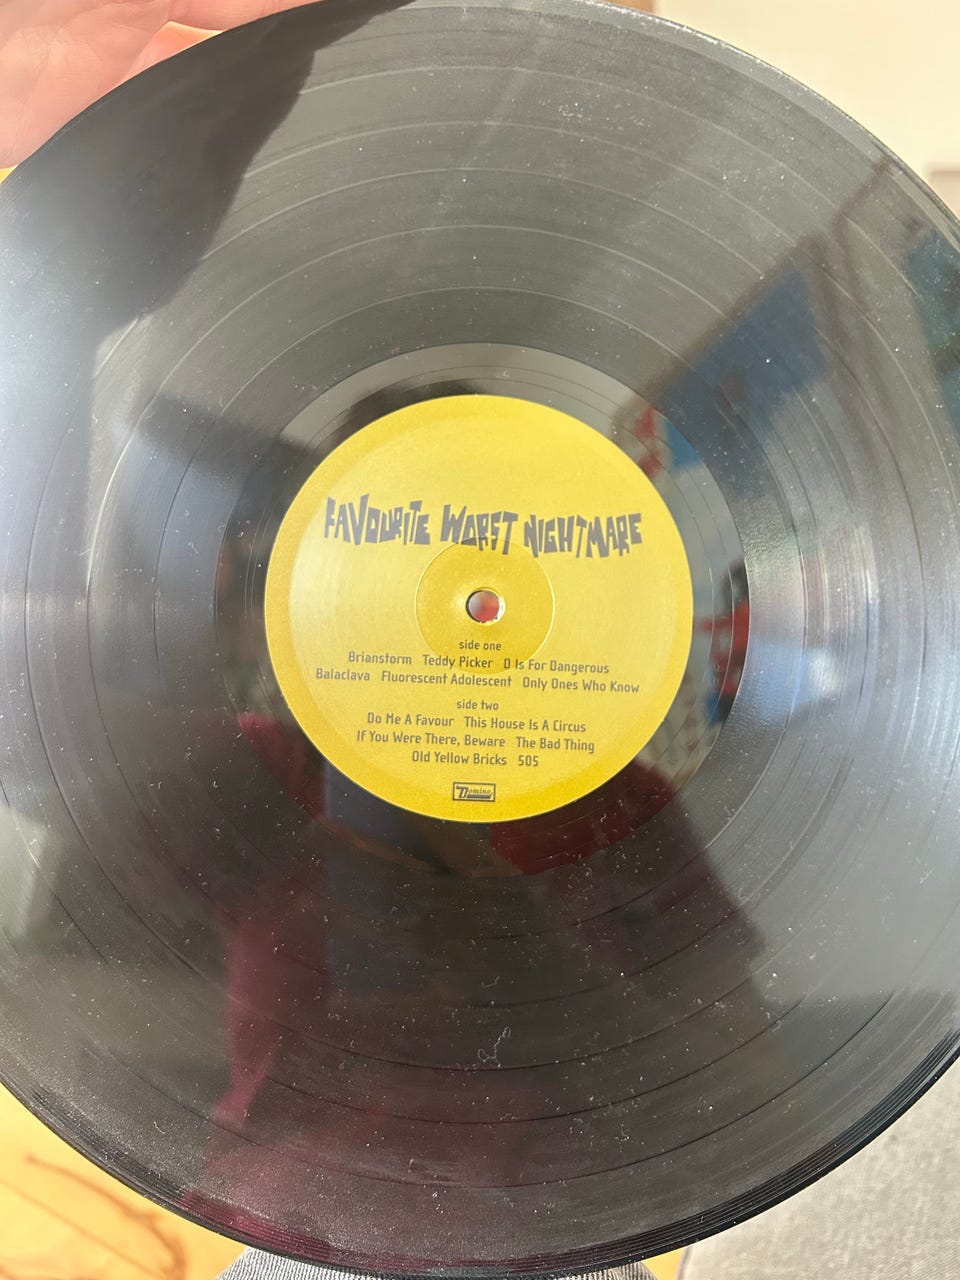 FAVOURITE WORST NIGHTMARE
side one
Brianstorm Teddy Picker D Is For Dangerous
Balaclava Fluorescent Adolescent Only Ones Who Know
side two
Do Me A Favour This House Is A Circus
If You Were There, Beware The Bad Thing
Old Yellow Bricks 505
Domino